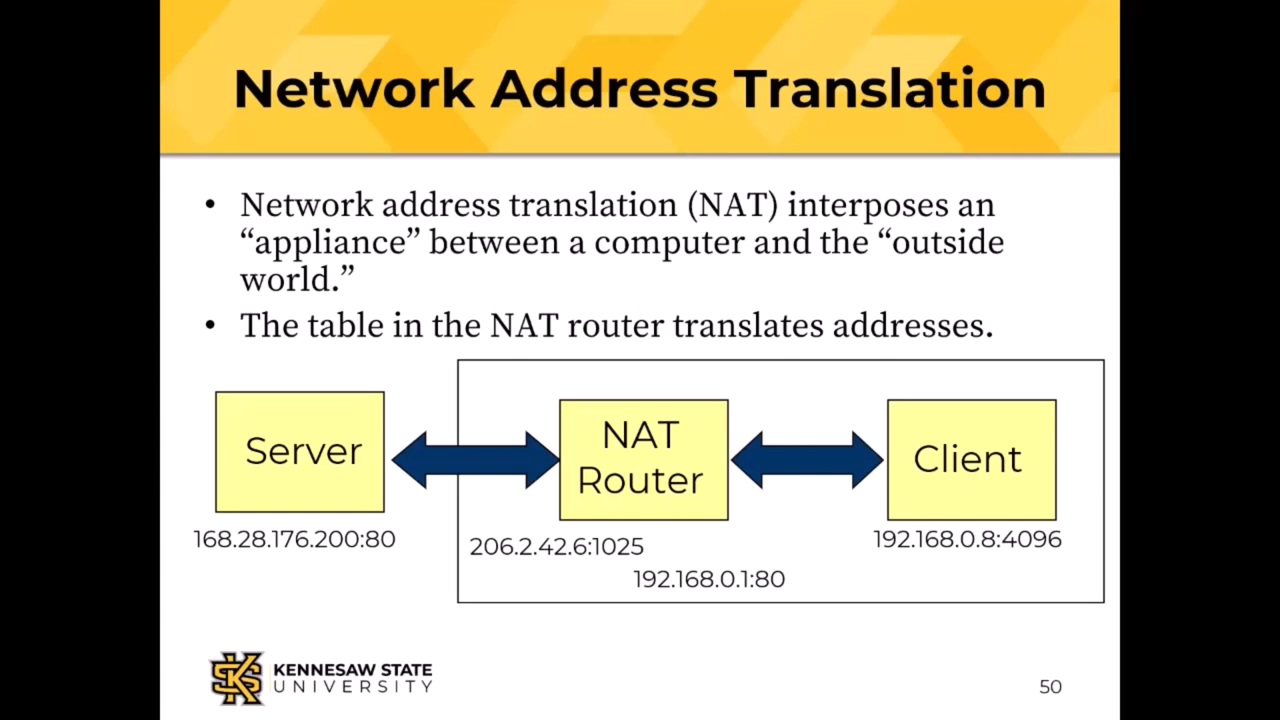 Network Address Translation
• Network address translation (NAT) interposes an
“appliance” between a computer and the “outside
world.”
• The table in the NAT router translates addresses.
Server
NAT
Router
Client
168.28.176.200:80
206.2.42.6:1025
192.168.0.1:80
192.168.0.8:4096
KENNESAW STATE
UNIVERSITY
50